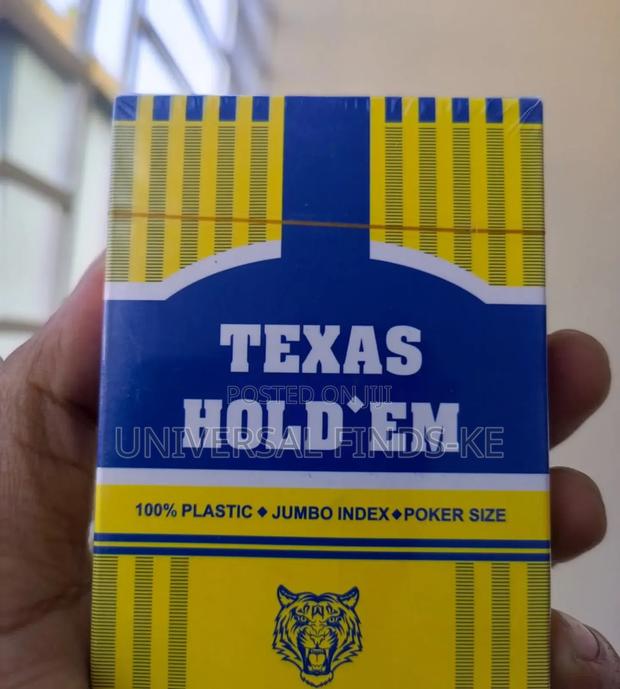 TEXAS
POSTED ON JIJI
HOLD'EM
UNIVERSAL FINDS-KE
100% PLASTIC ◆ JUMBO INDEX◆POKER SIZE